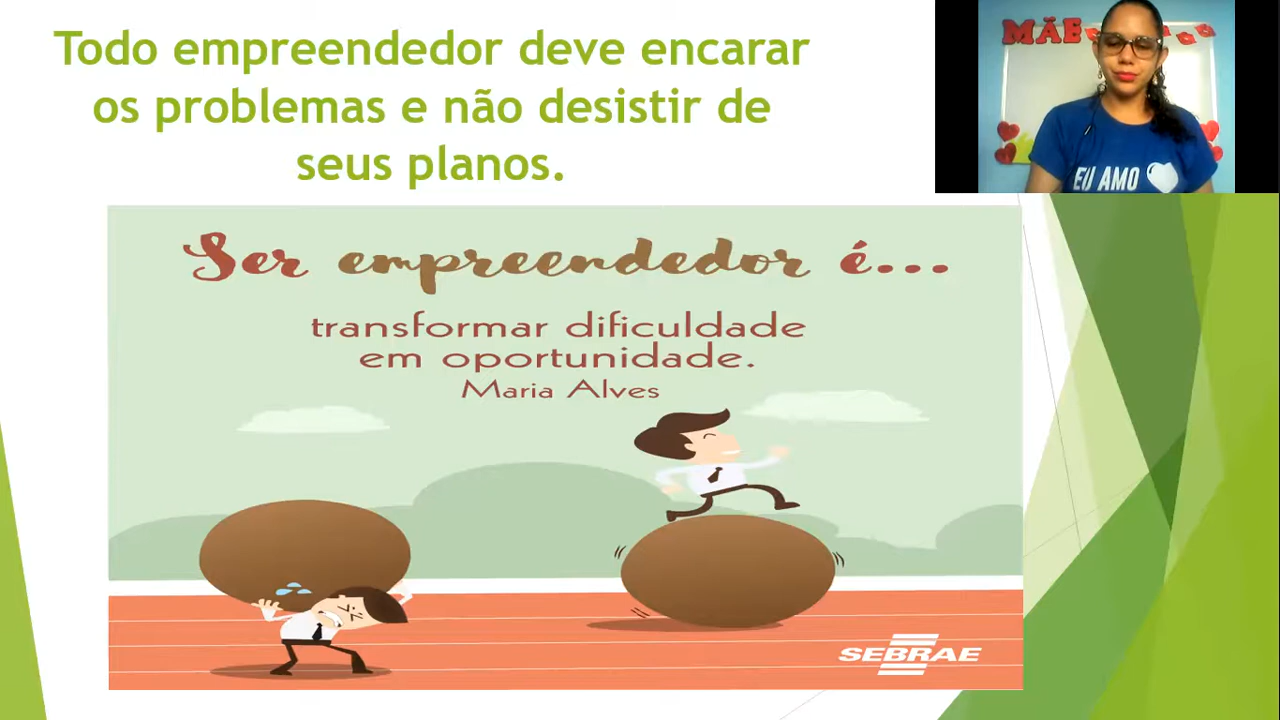 Todo empreendedor deve encarar
os problemas e não desistir de
seus planos.
MÃE
EU AMO
Ser empreendedor é...
transformar dificuldade
em oportunidade.
Maria Alves
SEBRAE